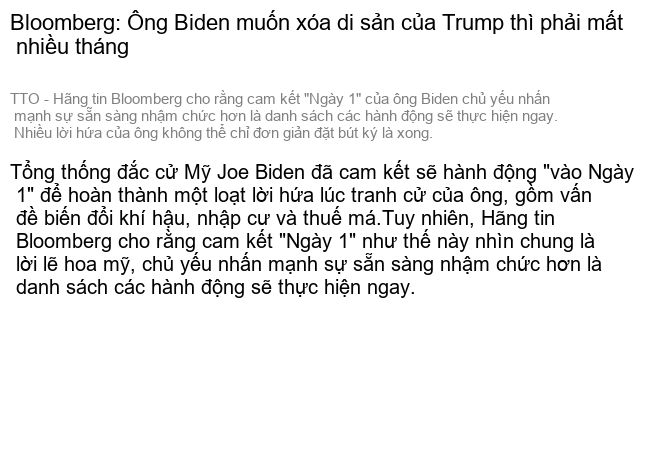 Bloomberg: Ông Biden muốn xóa di sản của Trump thì phải mất
nhiều tháng
TTO - Hãng tin Bloomberg cho rằng cam kết "Ngày 1" của ông Biden chủ yếu nhấn
mạnh sự sẵn sàng nhậm chức hơn là danh sách các hành động sẽ thực hiện ngay.
Nhiều lời hứa của ông không thể chỉ đơn giản đặt bút ký là xong.
Tổng thống đắc cử Mỹ Joe Biden đã cam kết sẽ hành động "vào Ngày
1" để hoàn thành một loạt lời hứa lúc tranh cử của ông, gồm vấn
đề biến đổi khí hậu, nhập cư và thuế má.Tuy nhiên, Hãng tin
Bloomberg cho rằng cam kết "Ngày 1" như thế này nhìn chung là
lời lẽ hoa mỹ, chủ yếu nhấn mạnh sự sẵn sàng nhậm chức hơn là
danh sách các hành động sẽ thực hiện ngay.